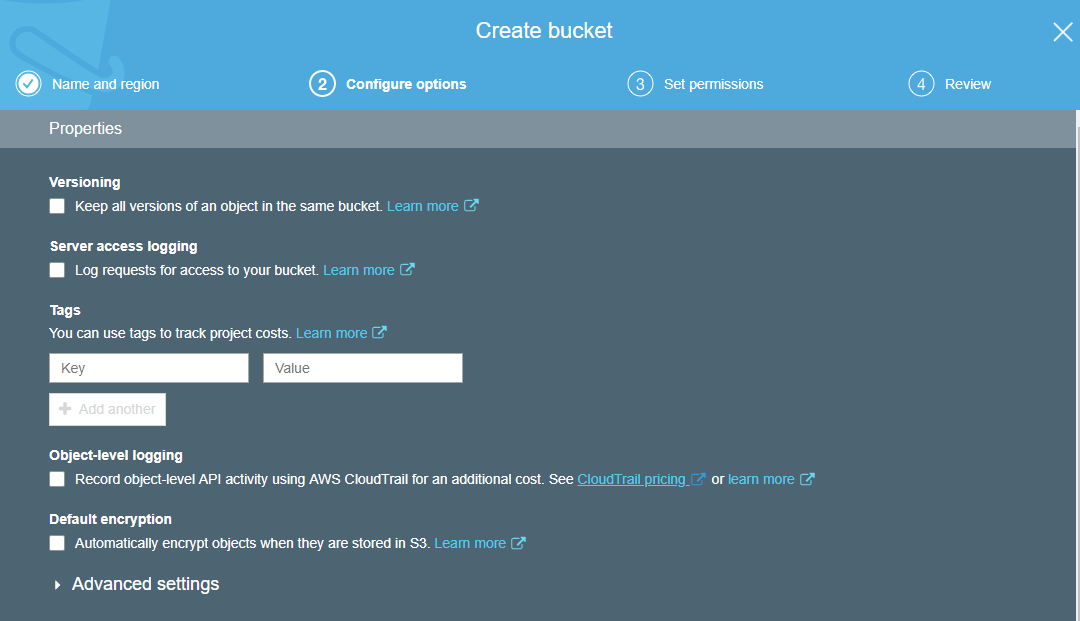 Create bucket
Name and region
2 Configure options
3 Set permissions
4 Review
Properties
Versioning
Keep all versions of an object in the same bucket. Learn more
Server access logging
Log requests for access to your bucket. Learn more
Tags
You can use tags to track project costs. Learn more
Key Value
Add another
Object-level logging
Record object-level API activity using AWS CloudTrail for an additional cost. See CloudTrail pricing or learn more
Default encryption
Automatically encrypt objects when they are stored in S3. Learn more
Advanced settings